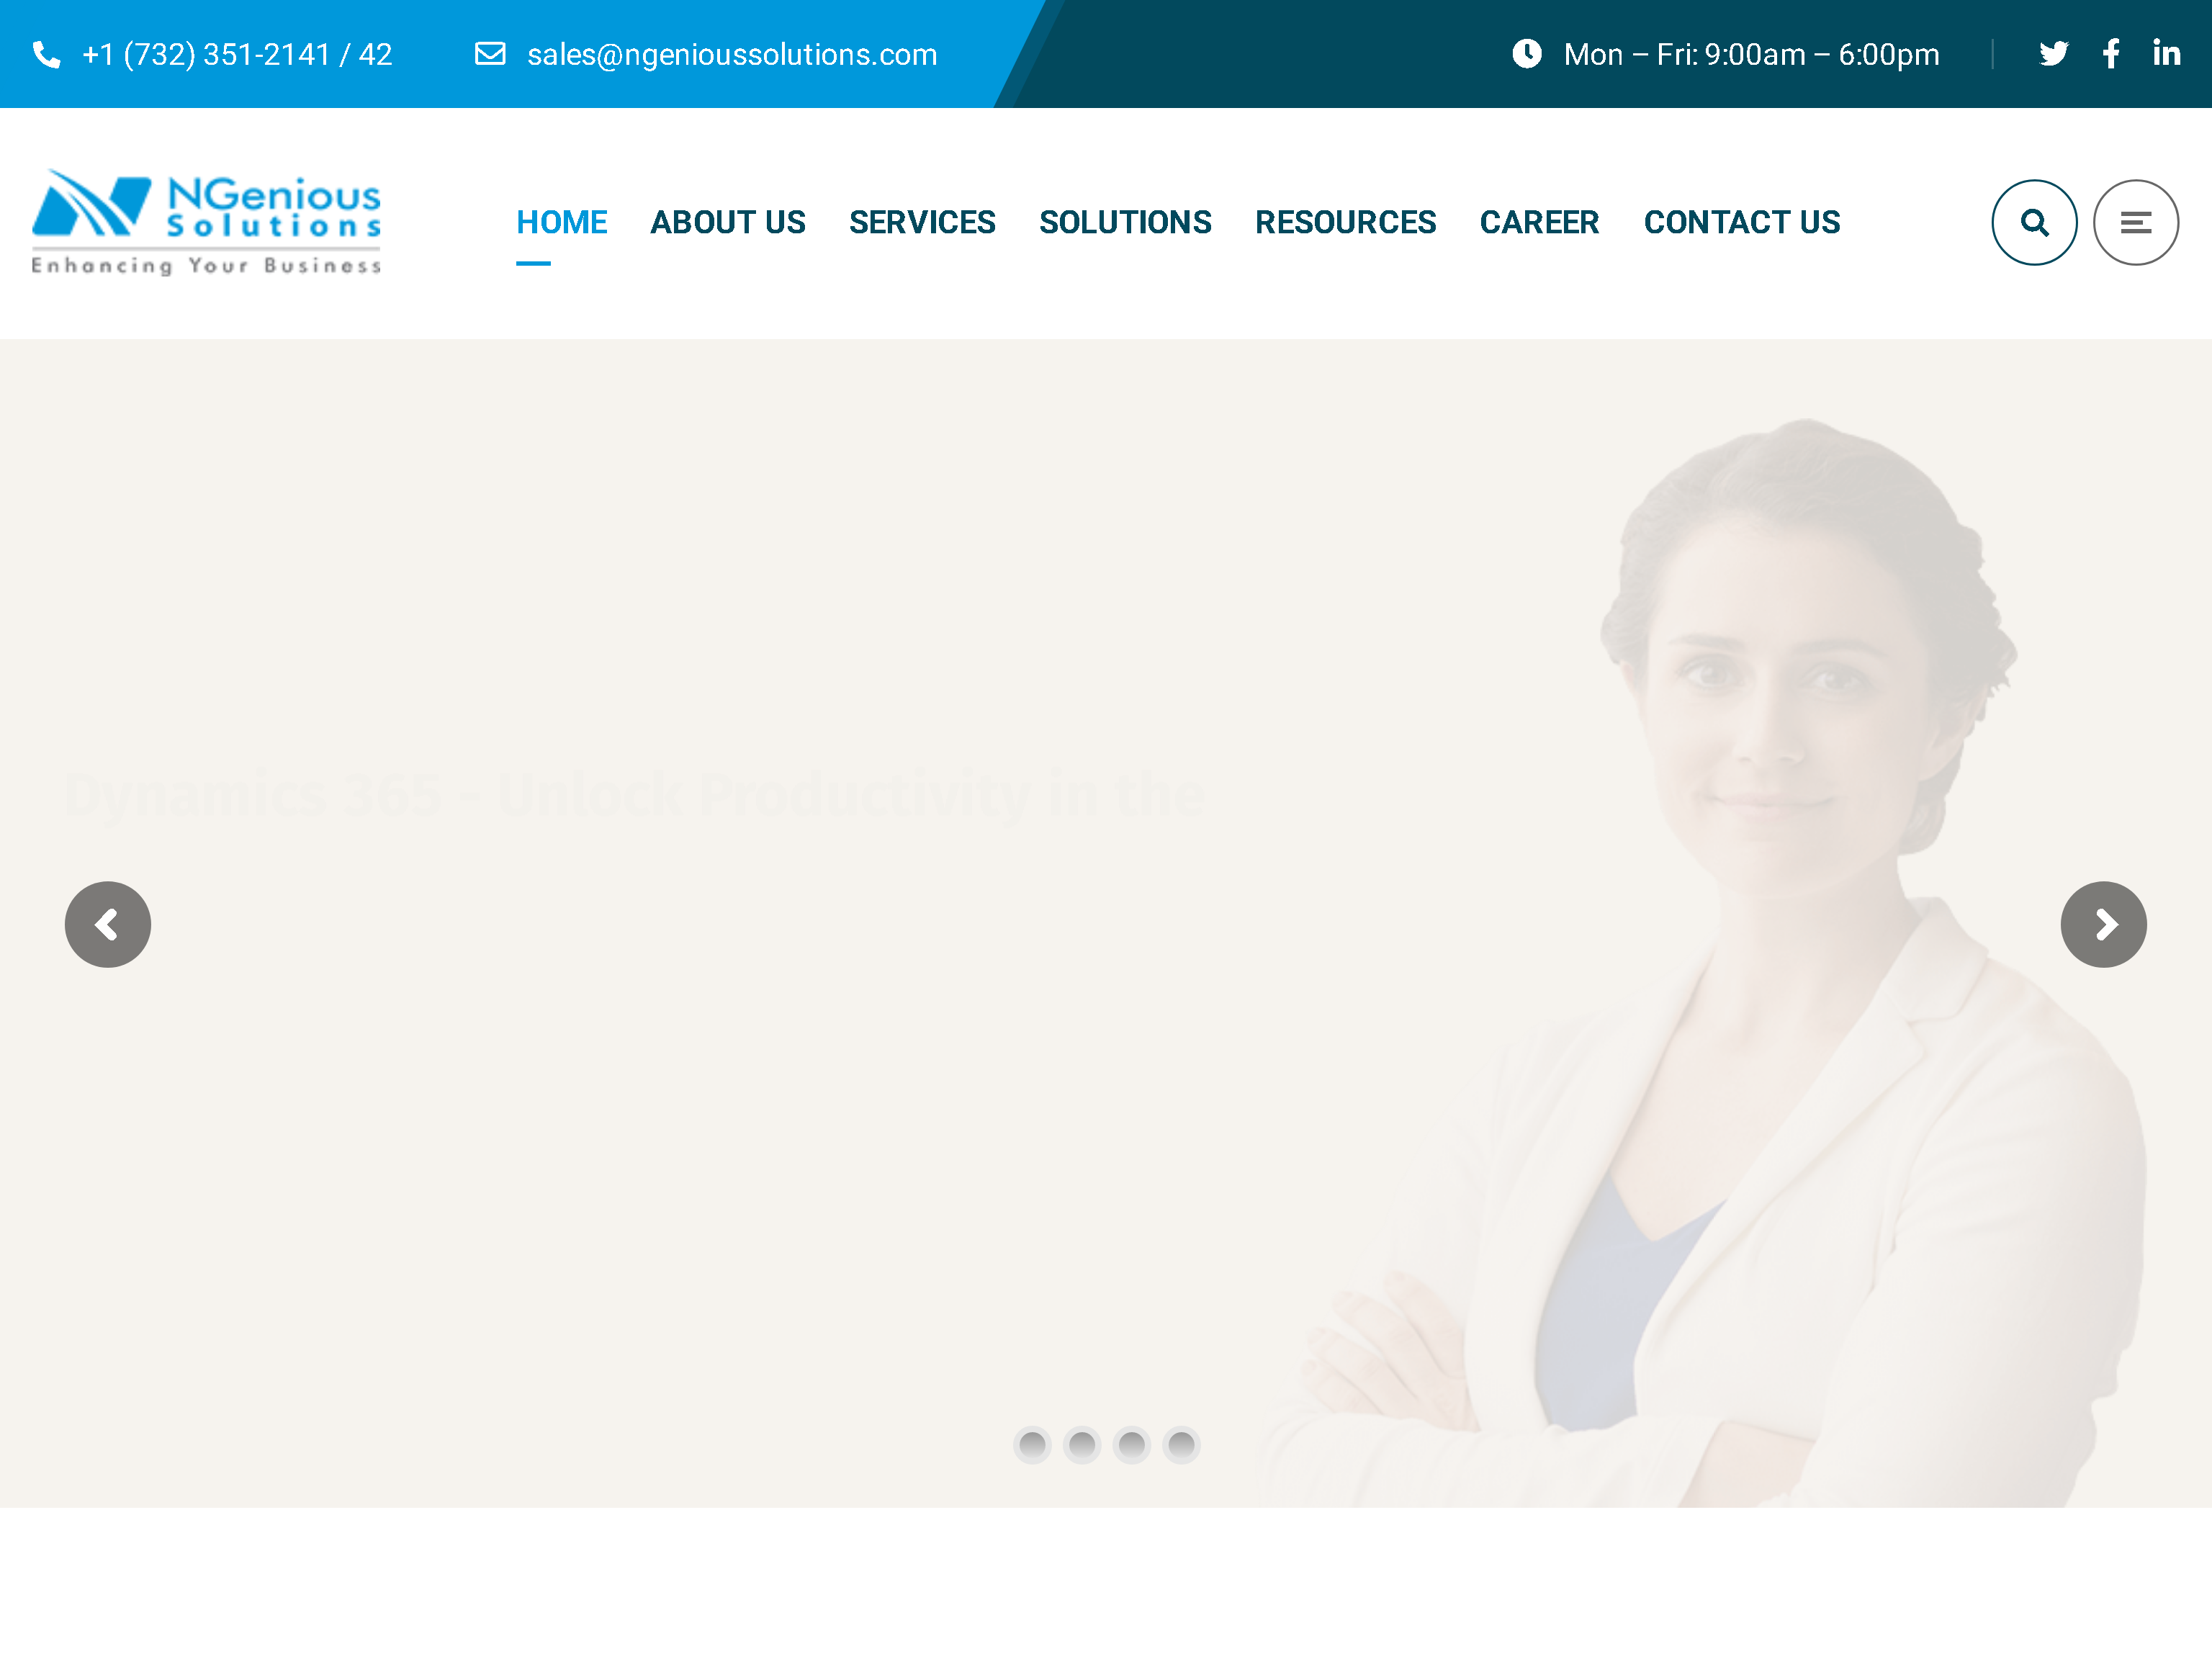 +1 (732) 351-2141 / 42
sales@ngenioussolutions.com
Mon – Fri: 9:00am – 6:00pm
NGenious
Solutions
Enhancing Your Business
HOME
ABOUT US
SERVICES
SOLUTIONS
RESOURCES
CAREER
CONTACT US
Dynamics 365 - Unlock Productivity in the